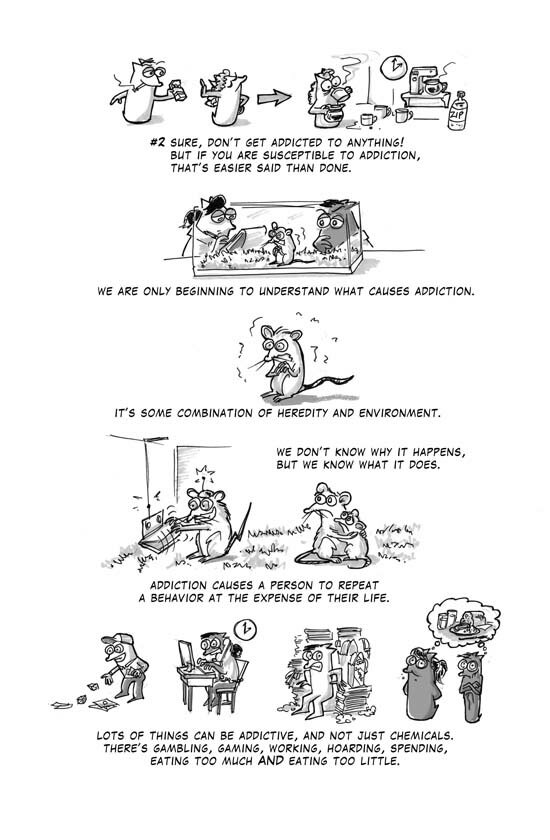 #2 SURE, DON'T GET ADDICTED TO ANYTHING!
BUT IF YOU ARE SUSCEPTIBLE TO ADDICTION,
THAT'S EASIER SAID THAN DONE.
ZIP
WE ARE ONLY BEGINNING TO UNDERSTAND WHAT CAUSES ADDICTION.
IT'S SOME COMBINATION OF HEREDITY AND ENVIRONMENT.
WE DON'T KNOW WHY IT HAPPENS,
BUT WE KNOW WHAT IT DOES.
ADDICTION CAUSES A PERSON TO REPEAT
A BEHAVIOR AT THE EXPENSE OF THEIR LIFE.
LOTS OF THINGS CAN BE ADDICTIVE, AND NOT JUST CHEMICALS.
THERE'S GAMBLING, GAMING, WORKING, HOARDING, SPENDING,
EATING TOO MUCH AND EATING TOO LITTLE.